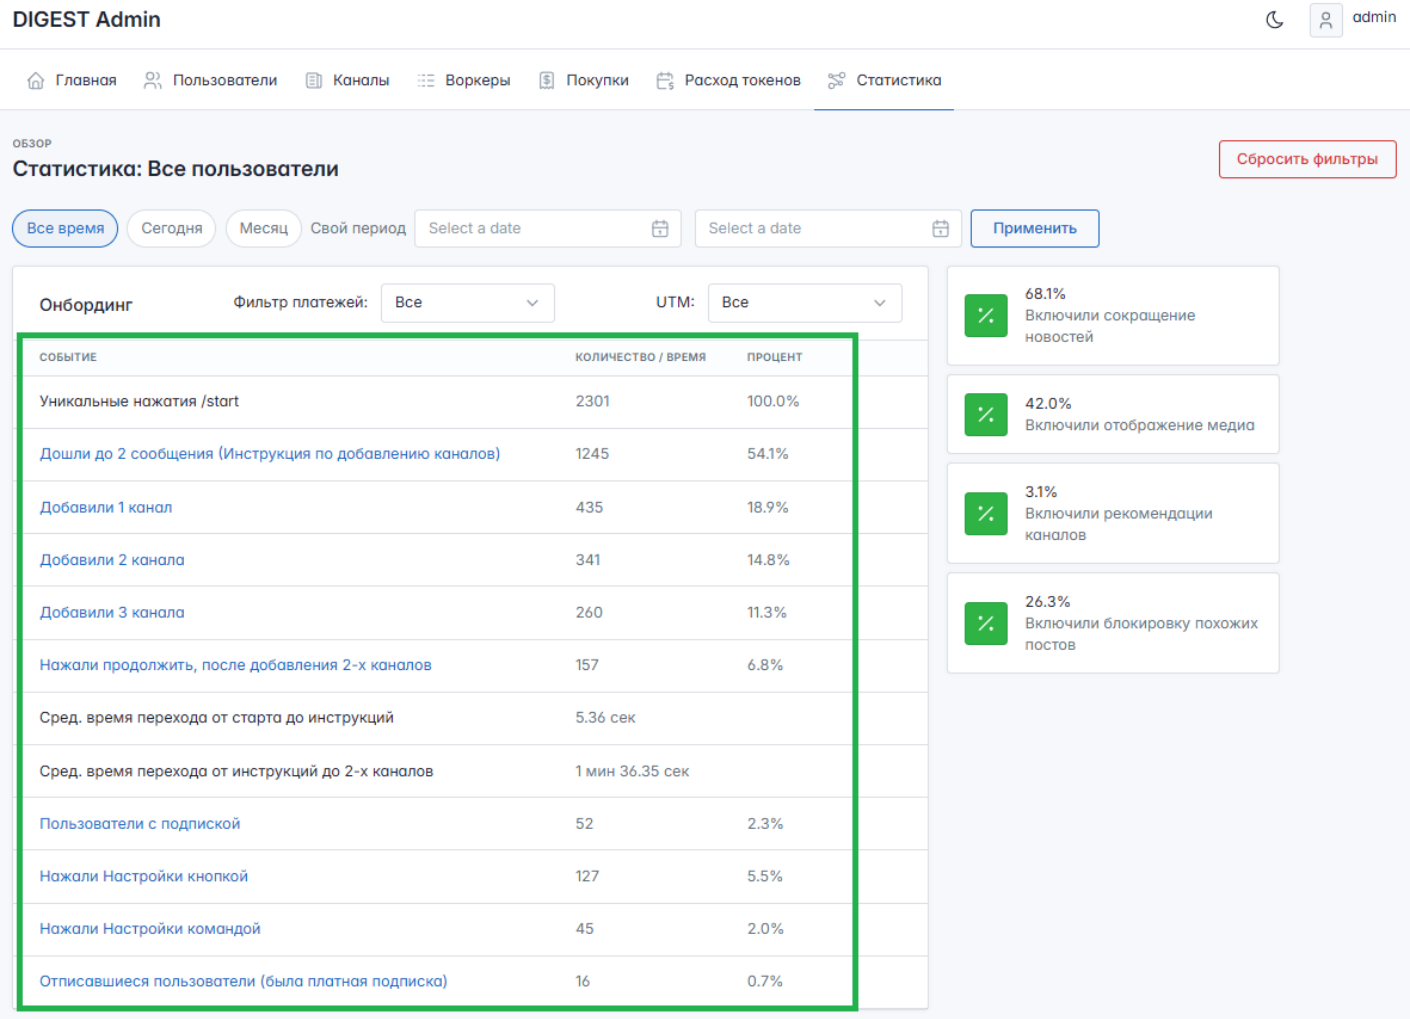 DIGEST Admin
admin
Главная
Пользователи
Каналы
Воркеры
Покупки
Расход токенов
Статистика
ОБЗОР
Статистика: Все пользователи
Сбросить фильтры
Все время
Сегодня
Месяц
Свой период
Select a date
Select a date
Применить
Онбординг
Фильтр платежей:
Все
UTM:
Все
СОБЫТИЕ КОЛИЧЕСТВО / ВРЕМЯ ПРОЦЕНТ
Уникальные нажатия /start 2301 100.0%
Дошли до 2 сообщения (Инструкция по добавлению каналов) 1245 54.1%
Добавили 1 канал 435 18.9%
Добавили 2 канала 341 14.8%
Добавили 3 канала 260 11.3%
Нажали продолжить, после добавления 2-х каналов 157 6.8%
Сред. время перехода от старта до инструкций 5.36 сек
Сред. время перехода от инструкций до 2-х каналов 1 мин 36.35 сек
Пользователи с подпиской 52 2.3%
Нажали Настройки кнопкой 127 5.5%
Нажали Настройки командой 45 2.0%
Отписавшиеся пользователи (была платная подписка) 16 0.7%
68.1%
Включили сокращение
новостей
42.0%
Включили отображение медиа
3.1%
Включили рекомендации
каналов
26.3%
Включили блокировку похожих
постов